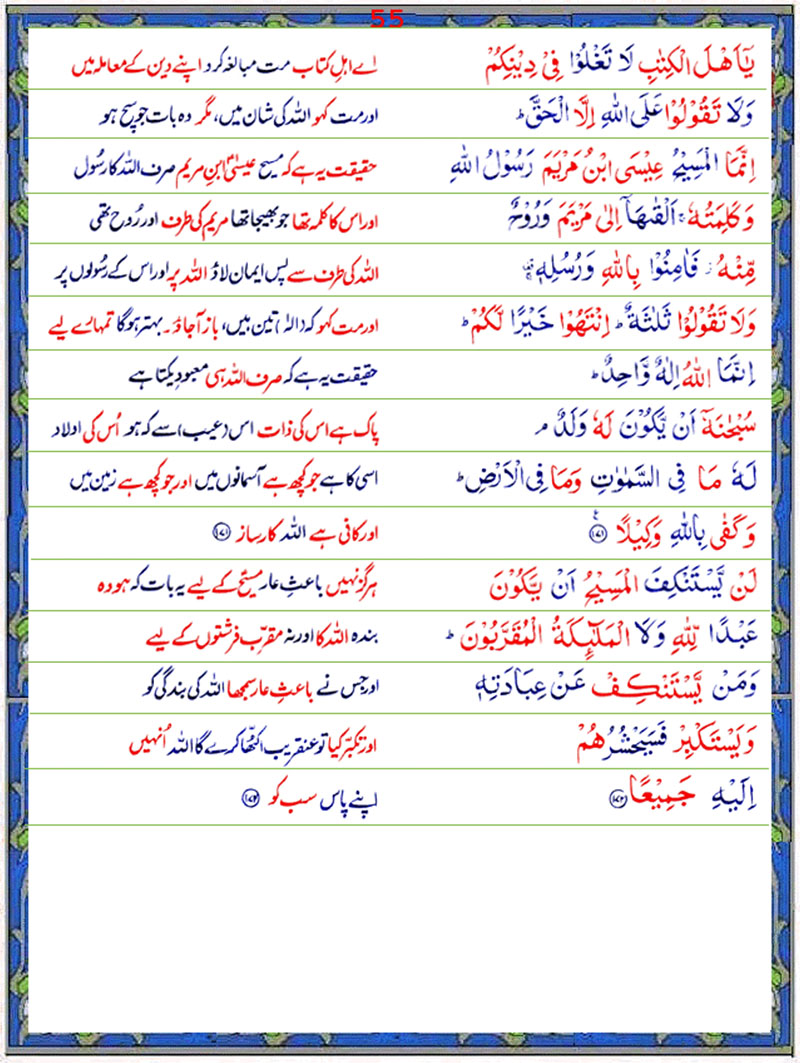 55
یٰۤاَهْلَ الْكِتٰبِ لَا تَغْلُوْا فِیْ دِیْنِكُمْ اے اہلِ کتاب مت مبالغہ کرو اپنے دین کے معاملہ میں
وَلَا تَقُوْلُوْا عَلَى اللّٰهِ اِلَّا الْحَقَّ ؕ اور مت کہو اللہ کی شان میں، مگر وہ بات جو سچ ہو
اِنَّمَا الْمَسِیْحُ عِیْسَى ابْنُ مَرْیَمَ رَسُوْلُ اللّٰهِ حقیقت یہ ہے کہ مسیح عیسیٰؑ ابنِ مریم صرف اللہ کا رسُول
وَكَلِمَتُهٗ ۚ اَلْقٰىهَاۤ اِلٰى مَرْیَمَ وَرُوْحٌ اور اس کا کلمہ تھا جو بھیجا تھا مریم کی طرف اور رُوح تھی
مِّنْهُ ؗ فَاٰمِنُوْا بِاللّٰهِ وَرُسُلِهٖ ۫ اللہ کی طرف سے پس ایمان لاؤ اللہ پر اور اس کے رسُولوں پر
وَلَا تَقُوْلُوْا ثَلٰثَةٌ ؕ اِنْتَهُوْا خَیْرًا لَّكُمْ ؕ اور مت کہو کہ (الٰہ) تین ہیں، باز آجاؤ۔ بہتر ہوگا تمہارے لیے
اِنَّمَا اللّٰهُ اِلٰهٌ وَّاحِدٌ ؕ حقیقت یہ ہے کہ صرف اللہ ہی معبودِ یکتا ہے
سُبْحٰنَهٗۤ اَنْ یَّكُوْنَ لَهٗ وَلَدٌ ۘ پاک ہے اس کی ذات اس (عیب) سے کہ ہو اُس کی اولاد
لَهٗ مَا فِی السَّمٰوٰتِ وَمَا فِی الْاَرْضِ ؕ اسی کا ہے جو کچھ ہے آسمانوں میں اور جو کچھ ہے زمین میں
وَكَفٰى بِاللّٰهِ وَكِیْلًا ﴿۱۷۱﴾ اور کافی ہے اللہ کارساز ﴿۱۷۱﴾
لَنْ یَّسْتَنْكِفَ الْمَسِیْحُ اَنْ یَّكُوْنَ ہرگز نہیں باعثِ عار مسیحؑ کے لیے یہ بات کہ ہو وہ
عَبْدًا لِّلّٰهِ وَلَا الْمَلٰٓىِٕكَةُ الْمُقَرَّبُوْنَ ؕ بندہ اللہ کا اور نہ مقرّب فرشتوں کے لیے
وَمَنْ یَّسْتَنْكِفْ عَنْ عِبَادَتِهٖ اور جس نے باعثِ عار سمجھا اللہ کی بندگی کو
وَیَسْتَكْبِرْ فَسَیَحْشُرُهُمْ اور تکبّر کیا تو عنقریب اکٹھا کرے گا اللہ اُنہیں
اِلَیْهِ جَمِیْعًا ﴿۱۷۲﴾ اپنے پاس سب کو ﴿۱۷۲﴾